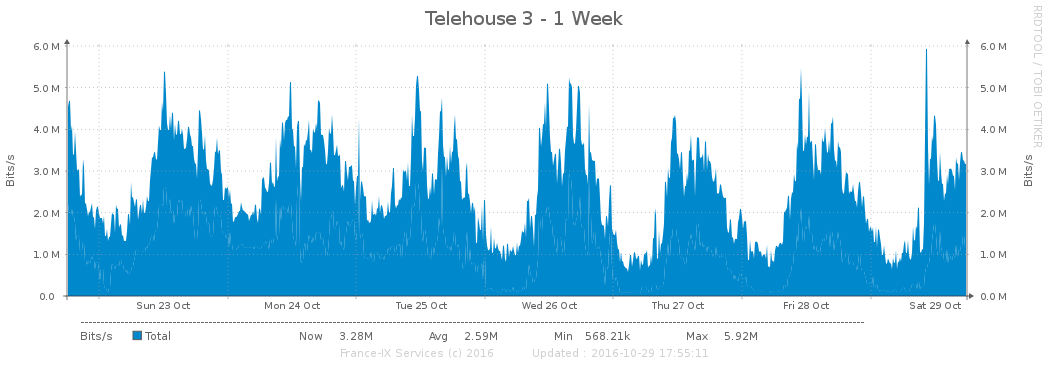 Telehouse 3 - 1 Week
RRDTOOL / TOBI OETIKER
6.0 M 6.0 M
5.0 M 5.0 M
4.0 M 4.0 M
3.0 M 3.0 M
2.0 M 2.0 M
1.0 M 1.0 M
0.0 0.0 M
Bits/s Bits/s
Sun 23 Oct Mon 24 Oct Tue 25 Oct Wed 26 Oct Thu 27 Oct Fri 28 Oct Sat 29 Oct
Bits/s Total Now 3.28M Avg 2.59M Min 568.21k Max 5.92M
France-IX Services (c) 2016 Updated : 2016-10-29 17:55:11